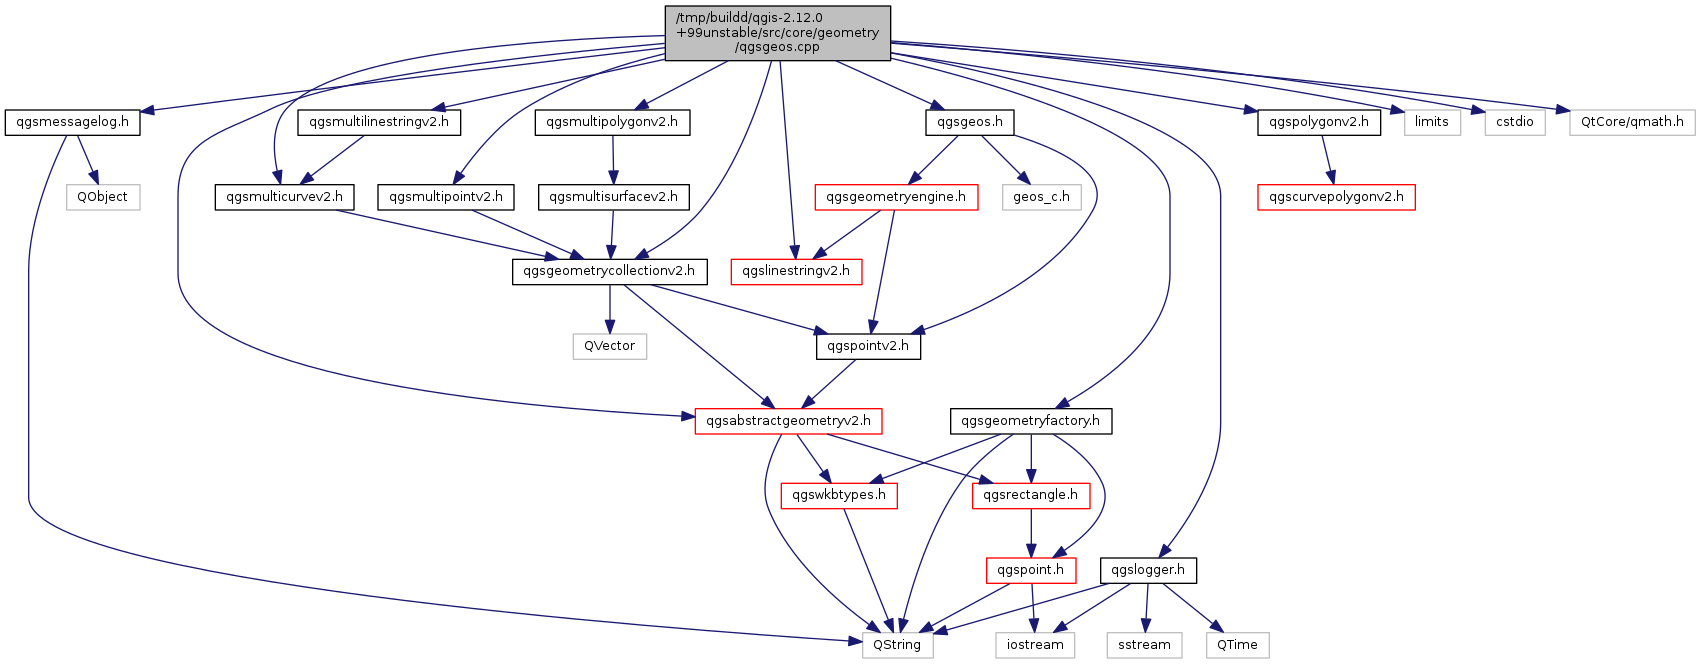 /tmp/buildd/qgis-2.12.0
+99unstable/src/core/geometry
/qgsgeos.cpp
qgsmessagelog.h
qgsmultilinestringv2.h
qgsmultipolygonv2.h
qgsgeos.h
qgspolygonv2.h
limits
cstdio
QtCore/qmath.h
QObject
qgsmulticurvev2.h
qgsmultipointv2.h
qgsmultisurfacev2.h
qgsgeometryengine.h
geos_c.h
qgscurvepolygonv2.h
qgsgeometrycollectionv2.h
qgslinestringv2.h
QVector
qgspointv2.h
qgsabstractgeometryv2.h
qgsgeometryfactory.h
qgswkbtypes.h
qgsrectangle.h
qgspoint.h
qgslogger.h
QString
iostream
sstream
QTime